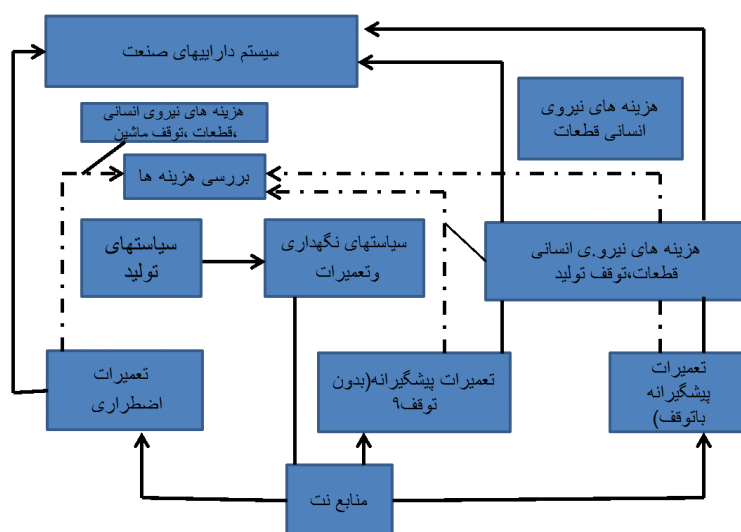 سیستم داراییهای صنعت
هزینه های نیروی
انسانی قطعات
هزینه های نیروی انسانی
،قطعات ،توقف ماشین
بررسی هزینه ها
هزینه های نیرو.ی انسانی
قطعات،توقف تولید
سیاستهای نگهداری
وتعمیرات
سیاستهای
تولید
تعمیرات
پیشگیرانه
باتوقف)
تعمیرات پیشگیرانه(بدون
توقف۹
تعمیرات
اضطراری
منابع نت